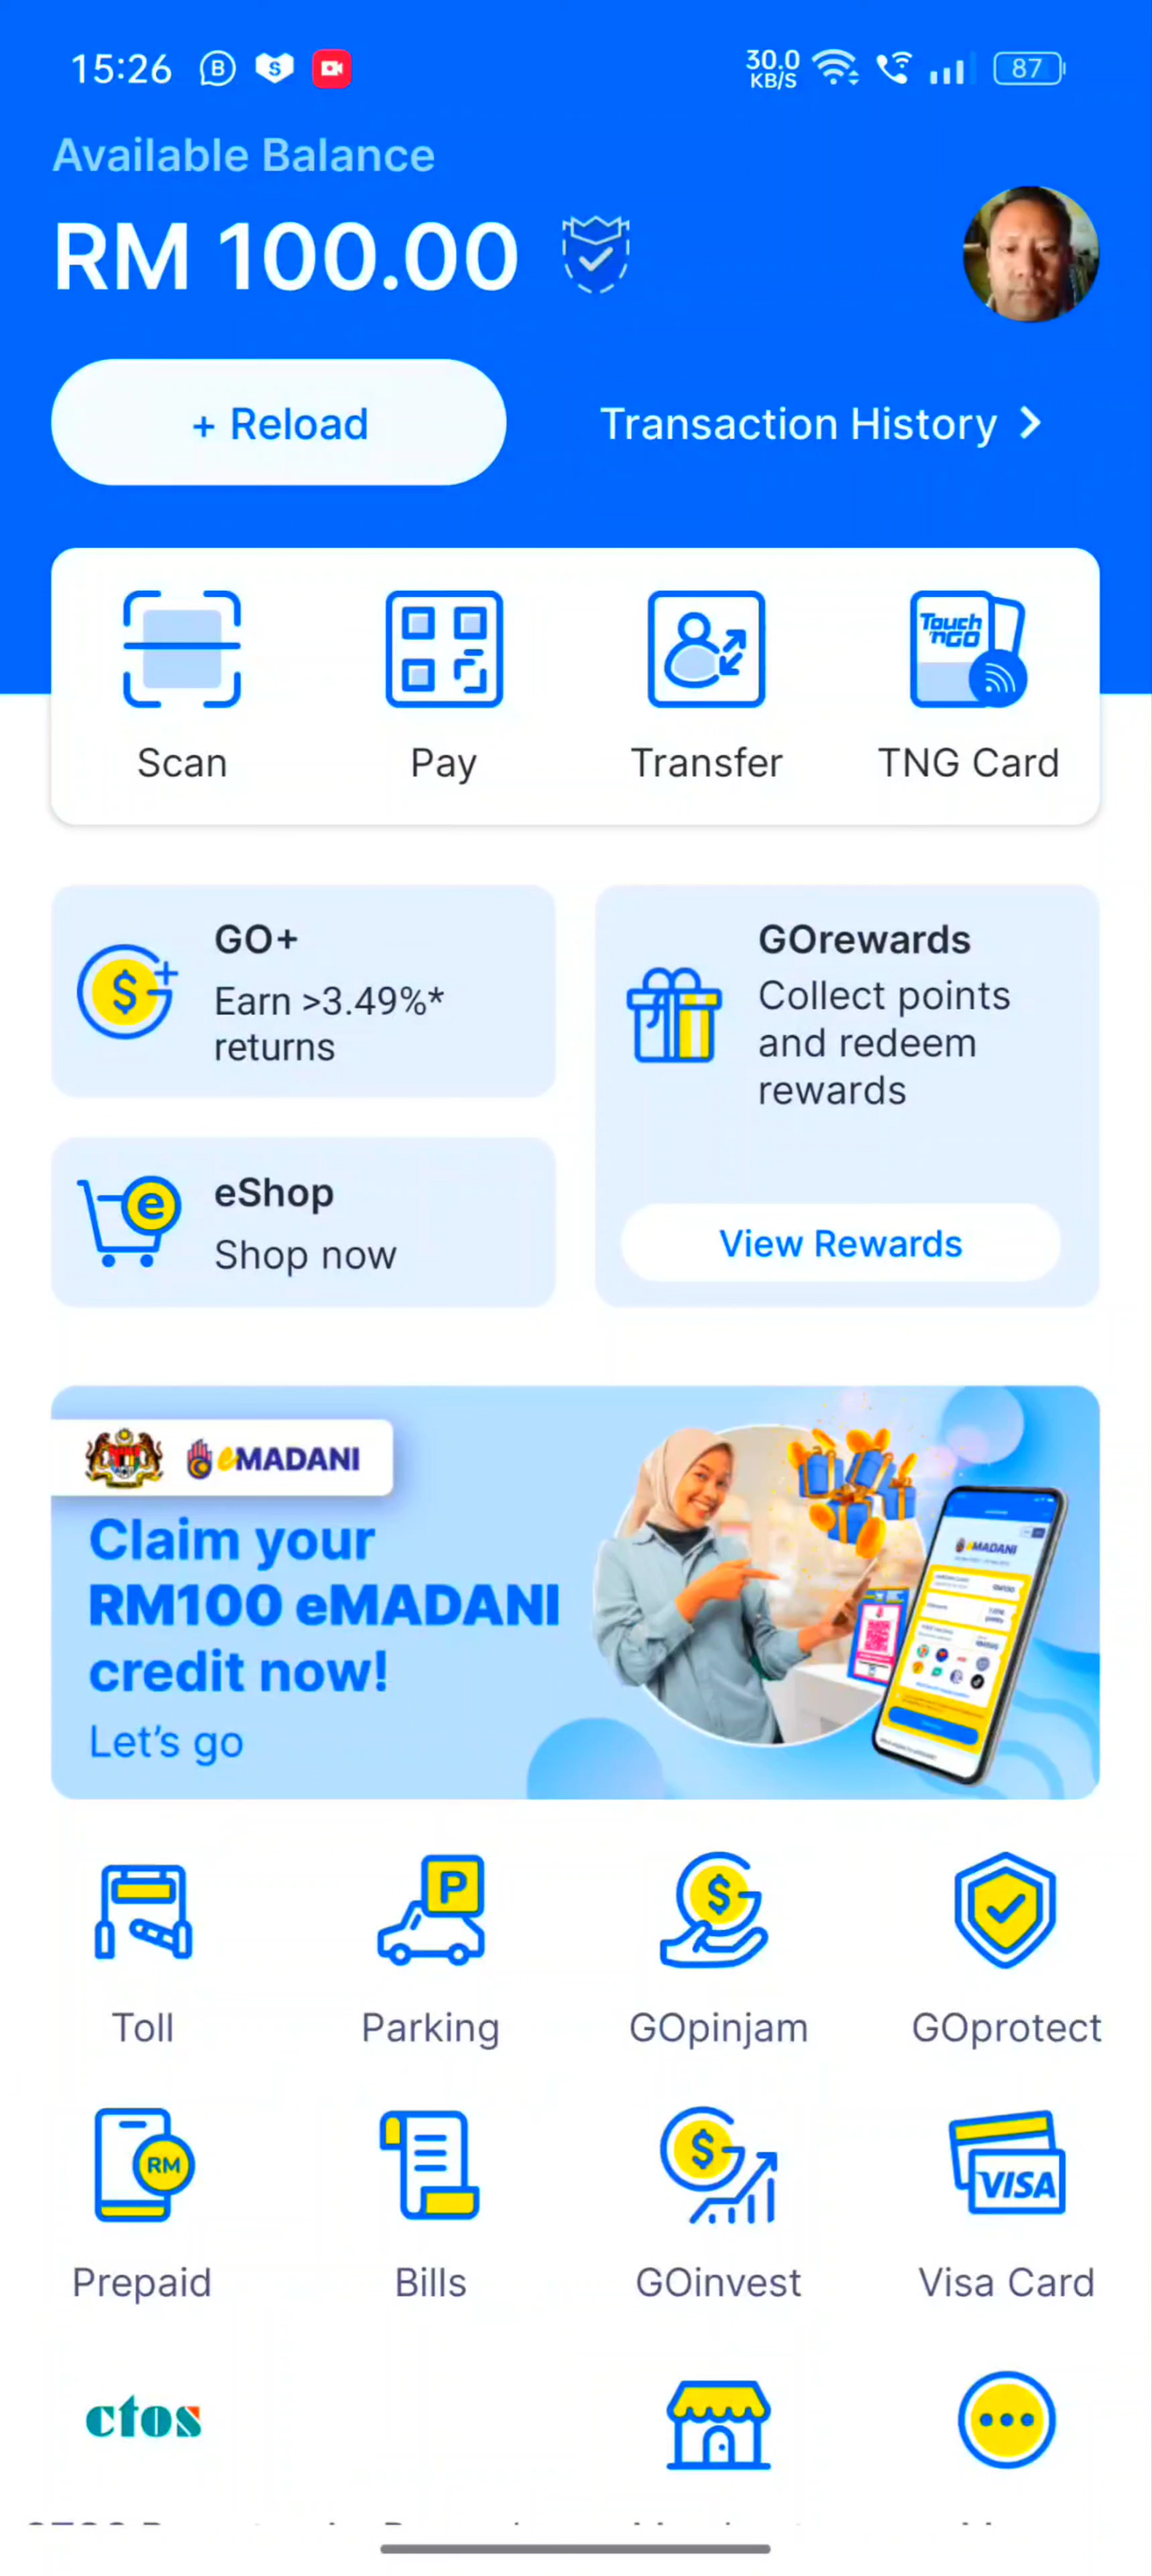 15:26
B
S
30.0
KB/S
87
Available Balance
RM 100.00
+ Reload
Transaction History
Scan
Pay
Transfer
Touch
'nGO
TNG Card
GO+
Earn >3.49%*
returns
GOrewards
Collect points
and redeem
rewards
View Rewards
eShop
Shop now
eMADANI
Claim your
RM100 eMADANI
credit now!
Let's go
eMADANI
P
Toll
Parking
GOpinjam
GOprotect
RM
VISA
Prepaid
Bills
GOinvest
Visa Card
ctos